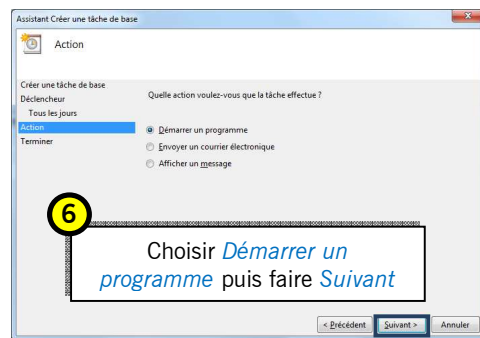 Assistant Créer une tâche de base
Action
Créer une tâche de base
Déclencheur
Tous les jours
Action
Terminer
Quelle action voulez-vous que la tâche effectue ?
Démarrer un programme
Envoyer un courrier électronique
Afficher un message
6
Choisir Démarrer un
programme puis faire Suivant
< Précédent
Suivant >
Annuler